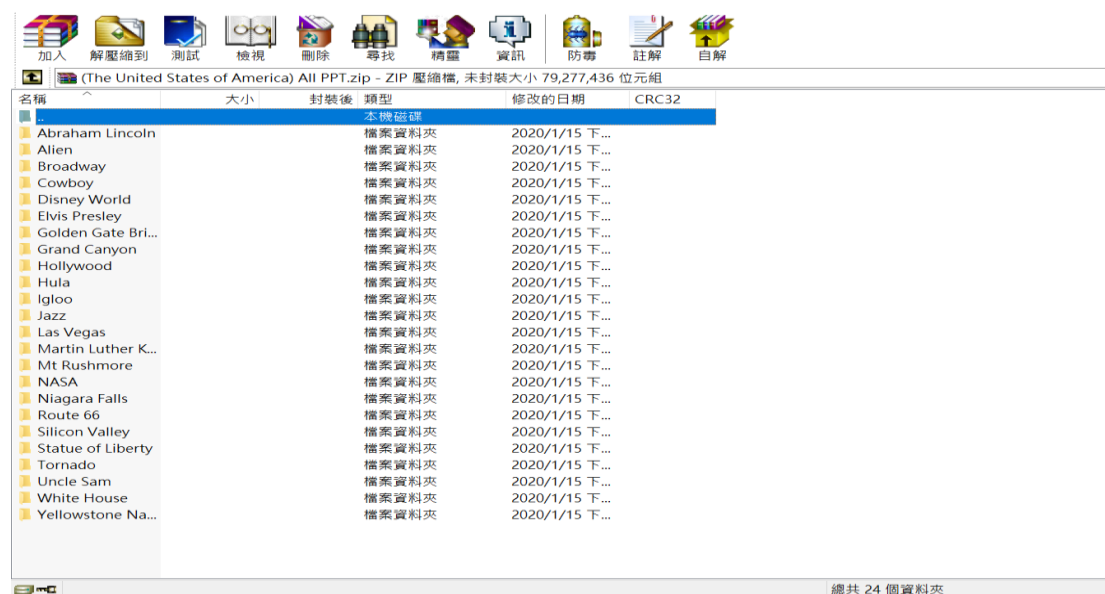 加入 解壓縮到 測試 檢視 刪除 尋找 精靈 資訊 防毒 註解 自解
(The United States of America) All PPT.zip - ZIP 壓縮檔, 未封裝大小 79,277,436 位元組
名稱 大小 封裝後 類型 修改的日期 CRC32
.. 本機磁碟
Abraham Lincoln 檔案資料夾 2020/1/15 下...
Alien 檔案資料夾 2020/1/15 下...
Broadway 檔案資料夾 2020/1/15 下...
Cowboy 檔案資料夾 2020/1/15 下...
Disney World 檔案資料夾 2020/1/15 下...
Elvis Presley 檔案資料夾 2020/1/15 下...
Golden Gate Bri... 檔案資料夾 2020/1/15 下...
Grand Canyon 檔案資料夾 2020/1/15 下...
Hollywood 檔案資料夾 2020/1/15 下...
Hula 檔案資料夾 2020/1/15 下...
Igloo 檔案資料夾 2020/1/15 下...
Jazz 檔案資料夾 2020/1/15 下...
Las Vegas 檔案資料夾 2020/1/15 下...
Martin Luther K... 檔案資料夾 2020/1/15 下...
Mt Rushmore 檔案資料夾 2020/1/15 下...
NASA 檔案資料夾 2020/1/15 下...
Niagara Falls 檔案資料夾 2020/1/15 下...
Route 66 檔案資料夾 2020/1/15 下...
Silicon Valley 檔案資料夾 2020/1/15 下...
Statue of Liberty 檔案資料夾 2020/1/15 下...
Tornado 檔案資料夾 2020/1/15 下...
Uncle Sam 檔案資料夾 2020/1/15 下...
White House 檔案資料夾 2020/1/15 下...
Yellowstone Na... 檔案資料夾 2020/1/15 下...
總共 24 個資料夾